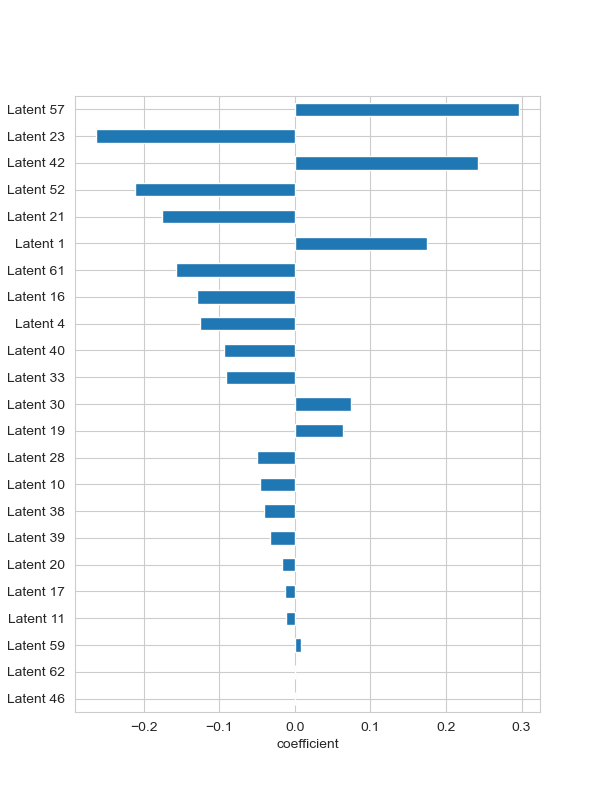 Latent 57
Latent 23
Latent 42
Latent 52
Latent 21
Latent 1
Latent 61
Latent 16
Latent 4
Latent 40
Latent 33
Latent 30
Latent 19
Latent 28
Latent 10
Latent 38
Latent 39
Latent 20
Latent 17
Latent 11
Latent 59
Latent 62
Latent 46
−0.2 −0.1 0.0 0.1 0.2 0.3
coefficient